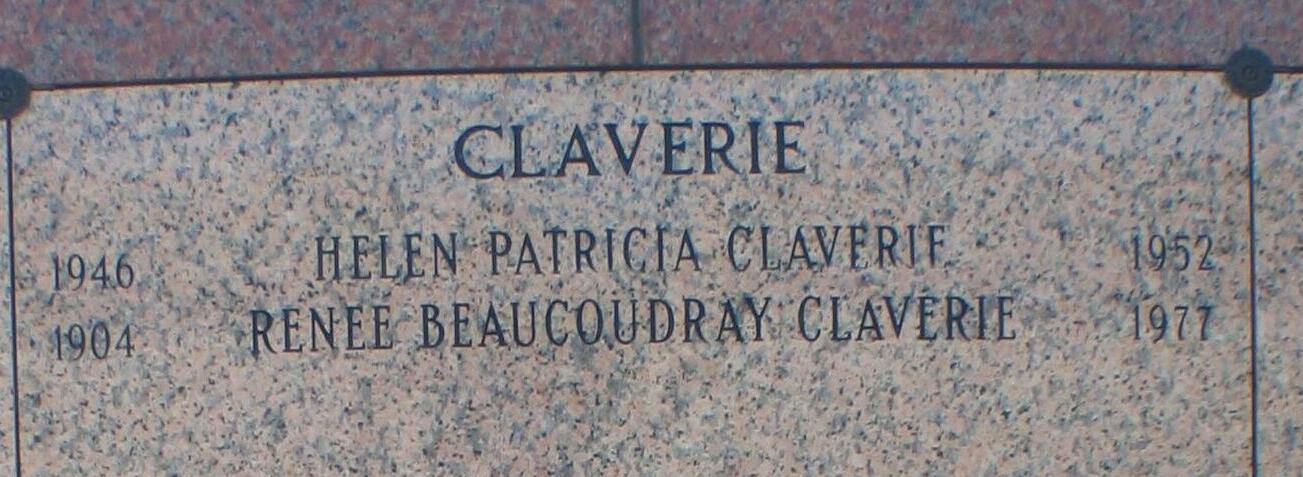 CLAVERIE
1946 HELEN PATRICIA CLAVERIE 1952
1904 RENEE BEAUCOUDRAY CLAVERIE 1977